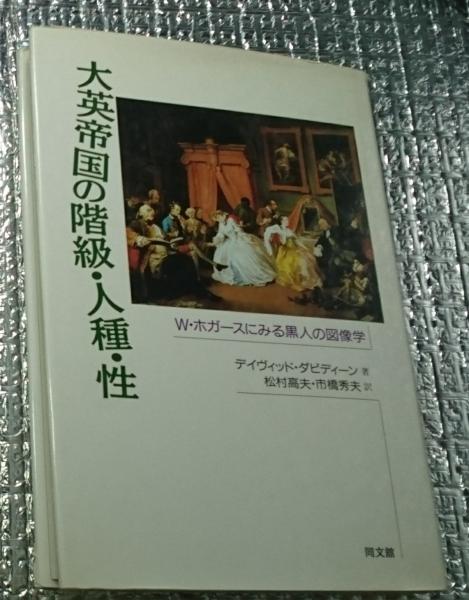 大英帝国の階級・人種・性
W・ホガースにみる黒人の図像学
デイヴィッド・ダビディーン 著
松村高夫・市橋秀夫 訳
同文舘